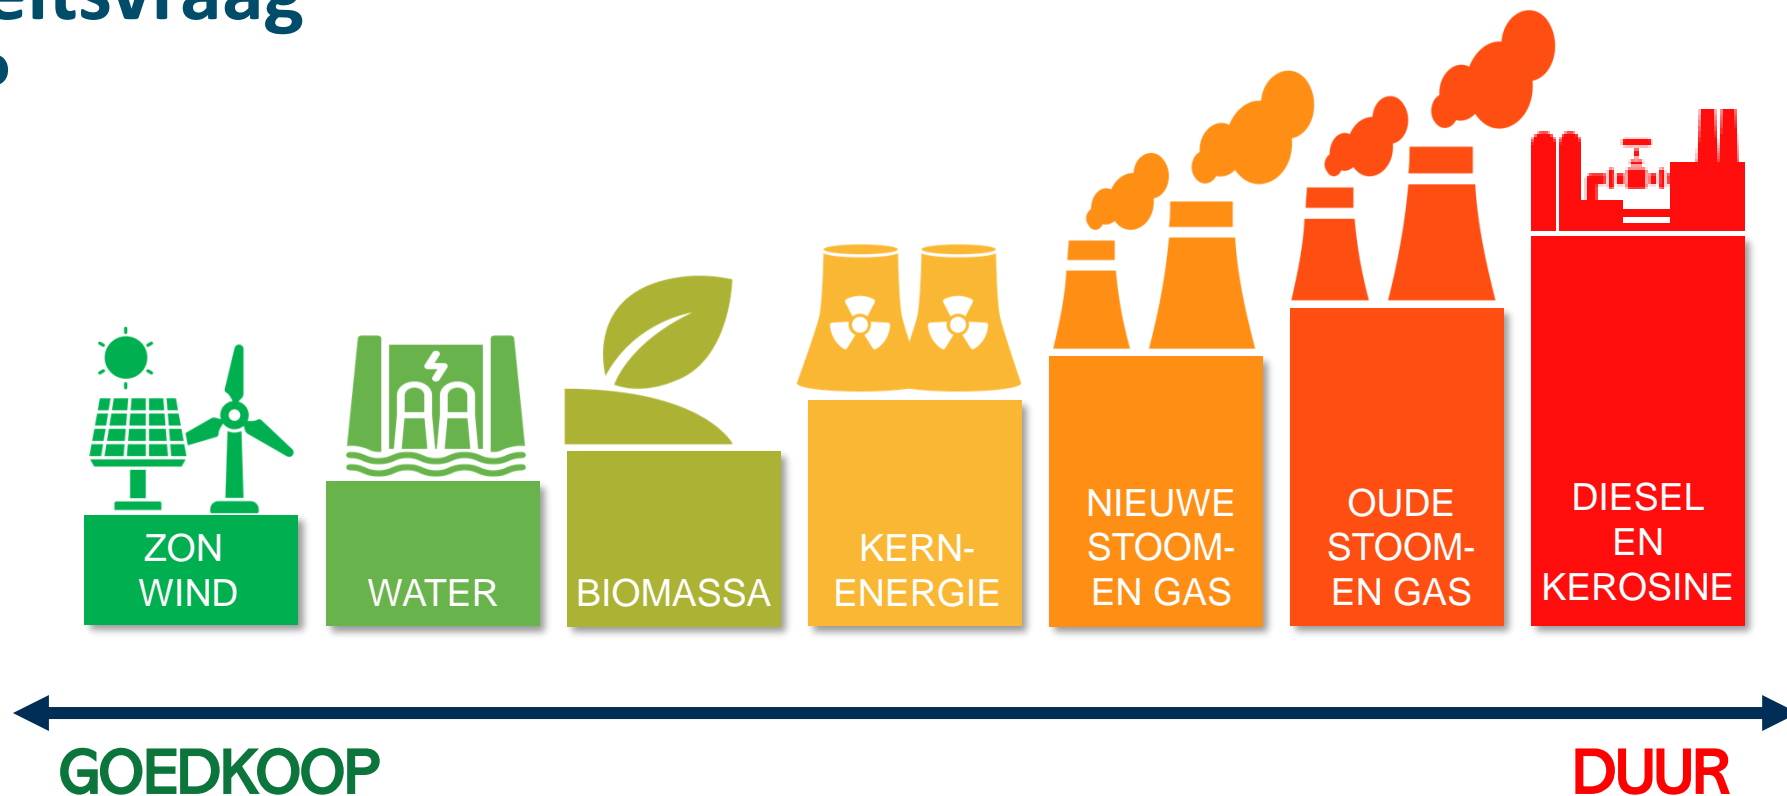 eitsvraag
ZON
WIND
WATER
BIOMASSA
KERN-
ENERGIE
NIEUWE
STOOM-
EN GAS
OUDE
STOOM-
EN GAS
DIESEL
EN
KEROSINE
GOEDKOOP
DUUR